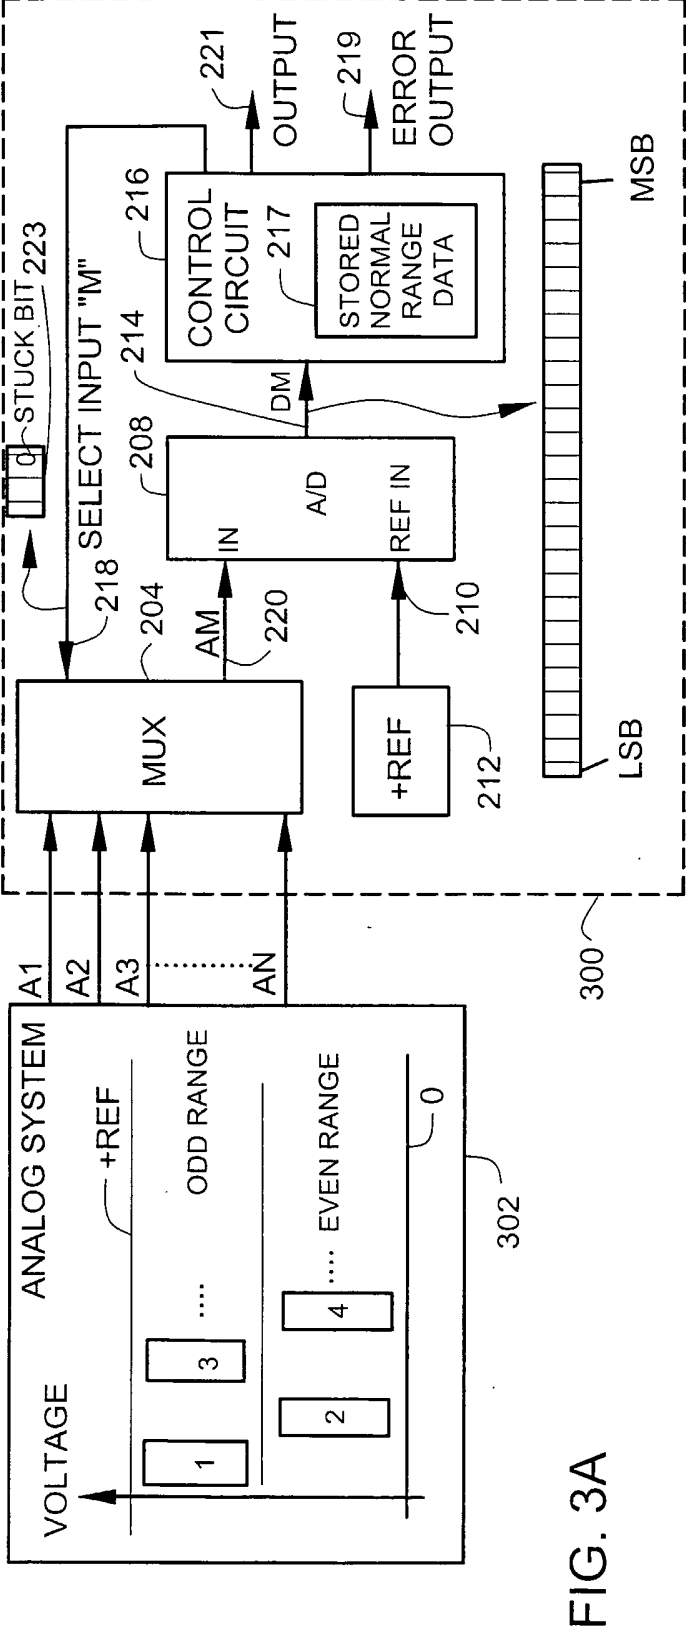 ANALOG SYSTEM
VOLTAGE
+REF
ODD RANGE
1
3
....
EVEN RANGE
2
4
....
0
302
A1
A2
A3
AN
300
MUX
204
218
SELECT INPUT "M"
0
STUCK BIT
223
AM
220
+REF
212
210
IN
REF IN
A/D
208
214
DM
CONTROL
CIRCUIT
216
217
STORED
NORMAL
RANGE
DATA
221
OUTPUT
219
ERROR
OUTPUT
LSB
MSB
FIG. 3A